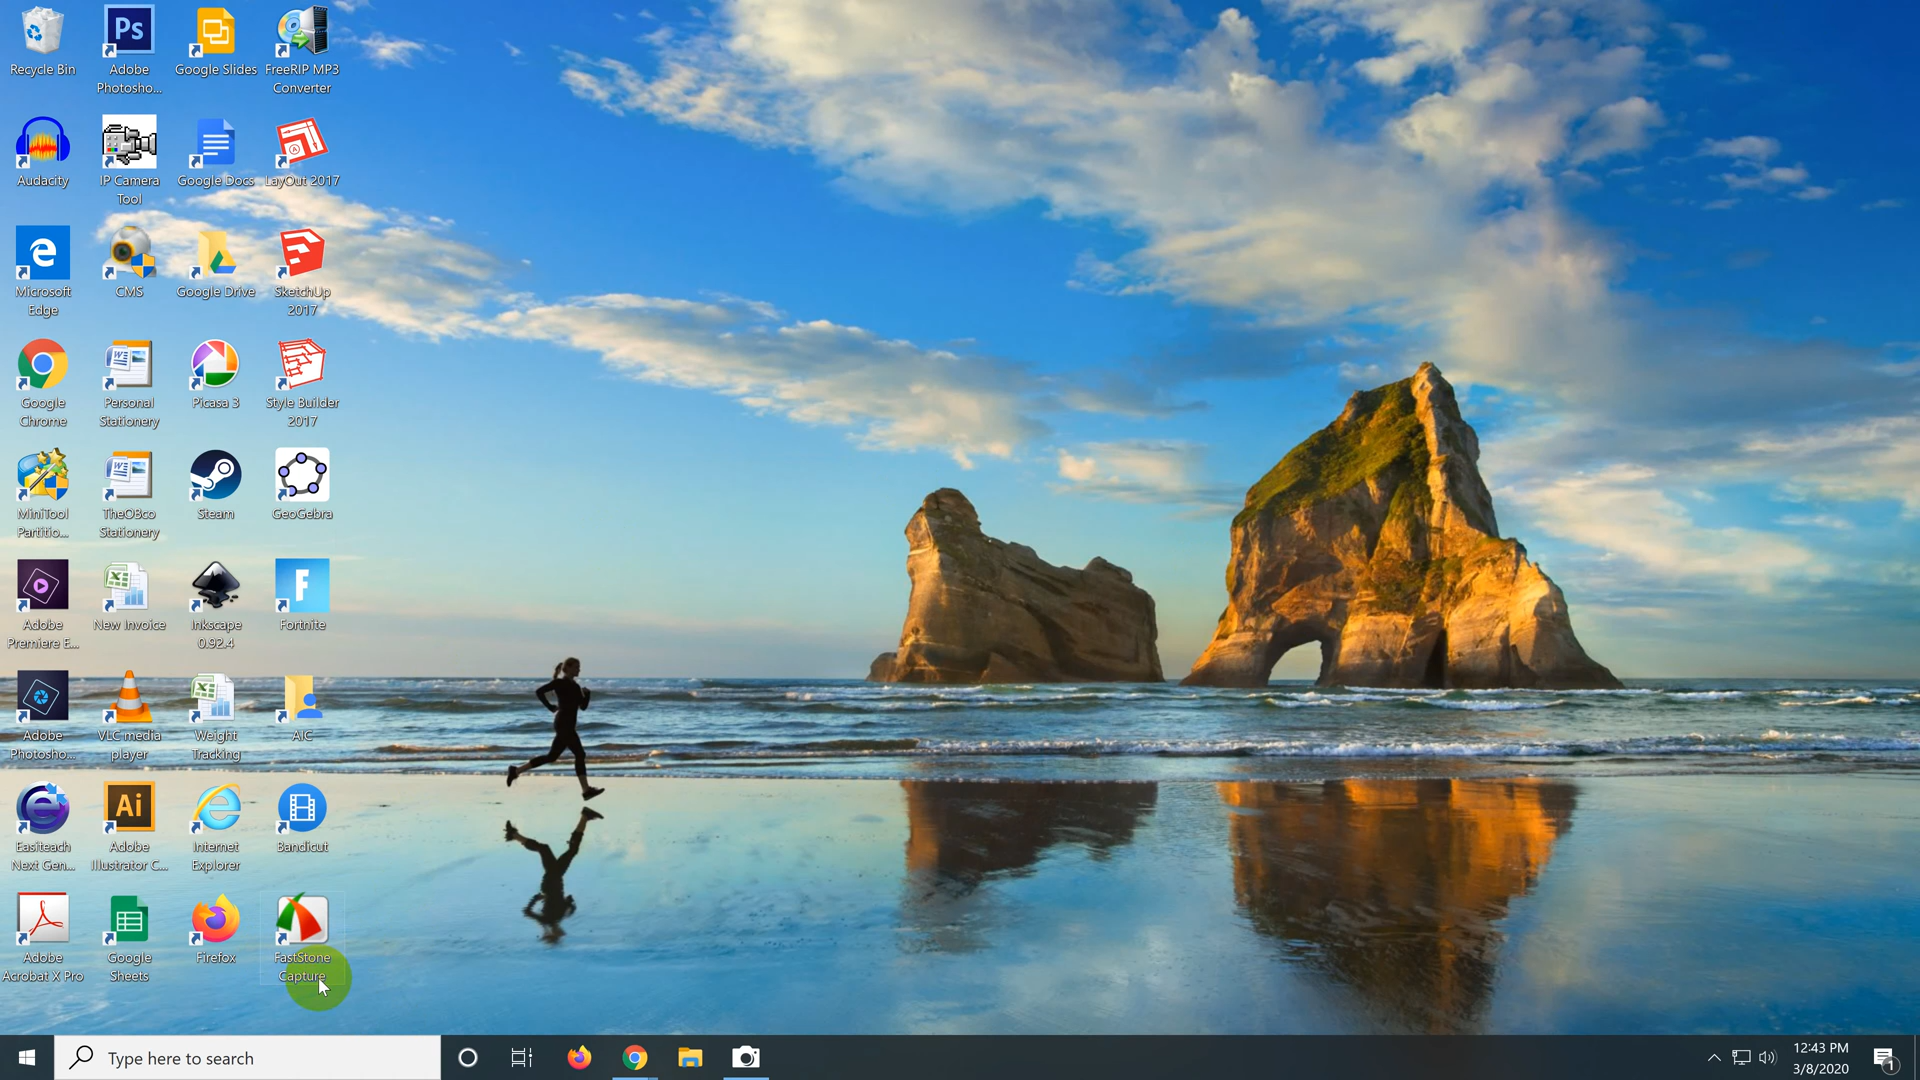 Recycle Bin
Adobe
Photosho...
Google Slides
FreeRIP MP3
Converter
Audacity
IP Camera
Tool
Google Docs
LayOut 2017
Microsoft
Edge
CMS
Google Drive
SketchUp
2017
Google
Chrome
Personal
Stationery
Picasa 3
Style Builder
2017
MiniTool
Partitio...
TheOBco
Stationery
Steam
GeoGebra
Adobe
Premiere E...
New Invoice
Inkscape
0.92.4
Fortnite
Adobe
Photosho...
VLC media
player
Weight
Tracking
AIC
Easiteach
Next Gen...
Adobe
Illustrator C...
Internet
Explorer
Bandicut
Adobe
Acrobat X Pro
Google
Sheets
Firefox
FastStone
Capture
Ps
e
W
W
F
Ai
Type here to search
12:43 PM
3/8/2020
1